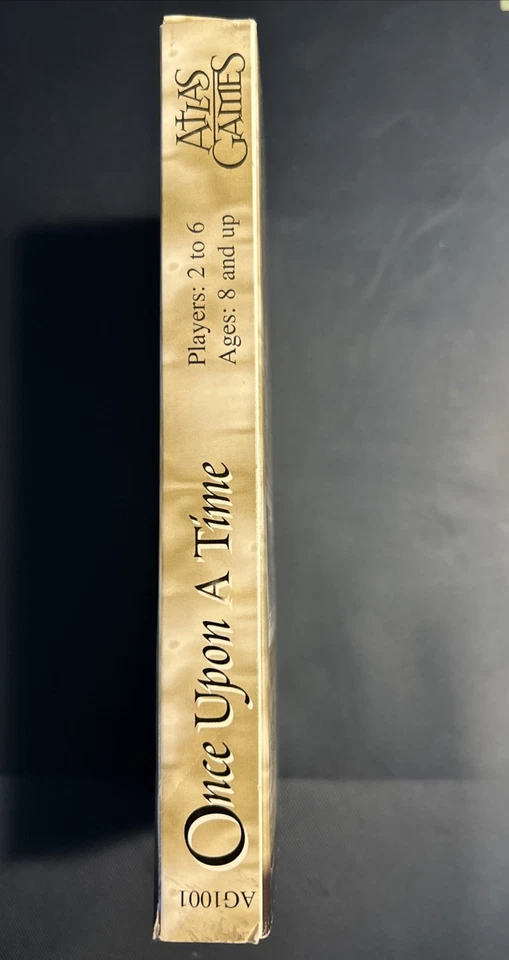 AG1001
Once Upon A Time
Players: 2 to 6
Ages: 8 and up
ATLAS
GAMES